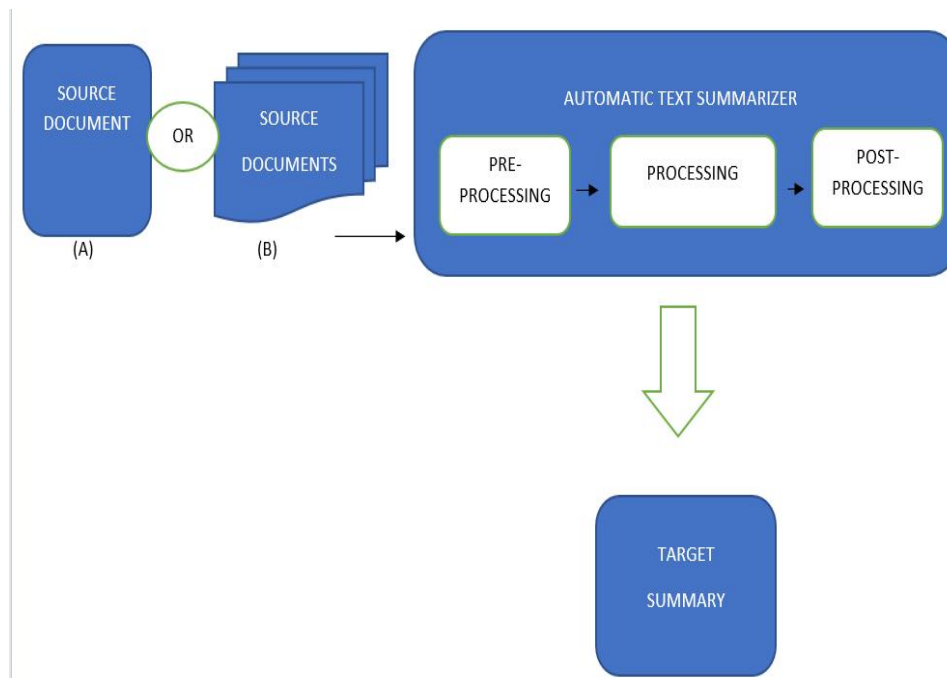 SOURCE
DOCUMENT
(A)
OR
SOURCE
DOCUMENTS
(B)
AUTOMATIC TEXT SUMMARIZER
PRE-
PROCESSING
PROCESSING
POST-
PROCESSING
TARGET
SUMMARY